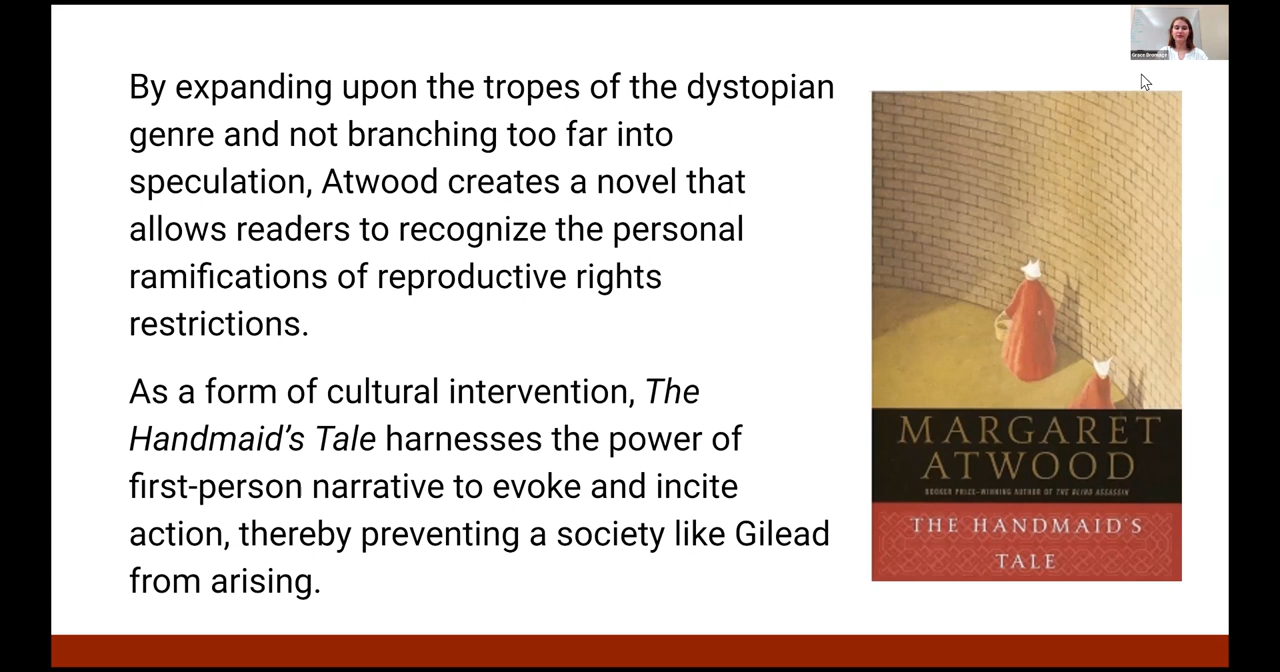 Grace Bromage
By expanding upon the tropes of the dystopian
genre and not branching too far into
speculation, Atwood creates a novel that
allows readers to recognize the personal
ramifications of reproductive rights
restrictions.
As a form of cultural intervention, The
Handmaid’s Tale harnesses the power of
first-person narrative to evoke and incite
action, thereby preventing a society like Gilead
from arising.
MARGARET
ATWOOD
BOOKER PRIZE–WINNING AUTHOR OF THE BLIND ASSASSIN
THE HANDMAID'S
TALE